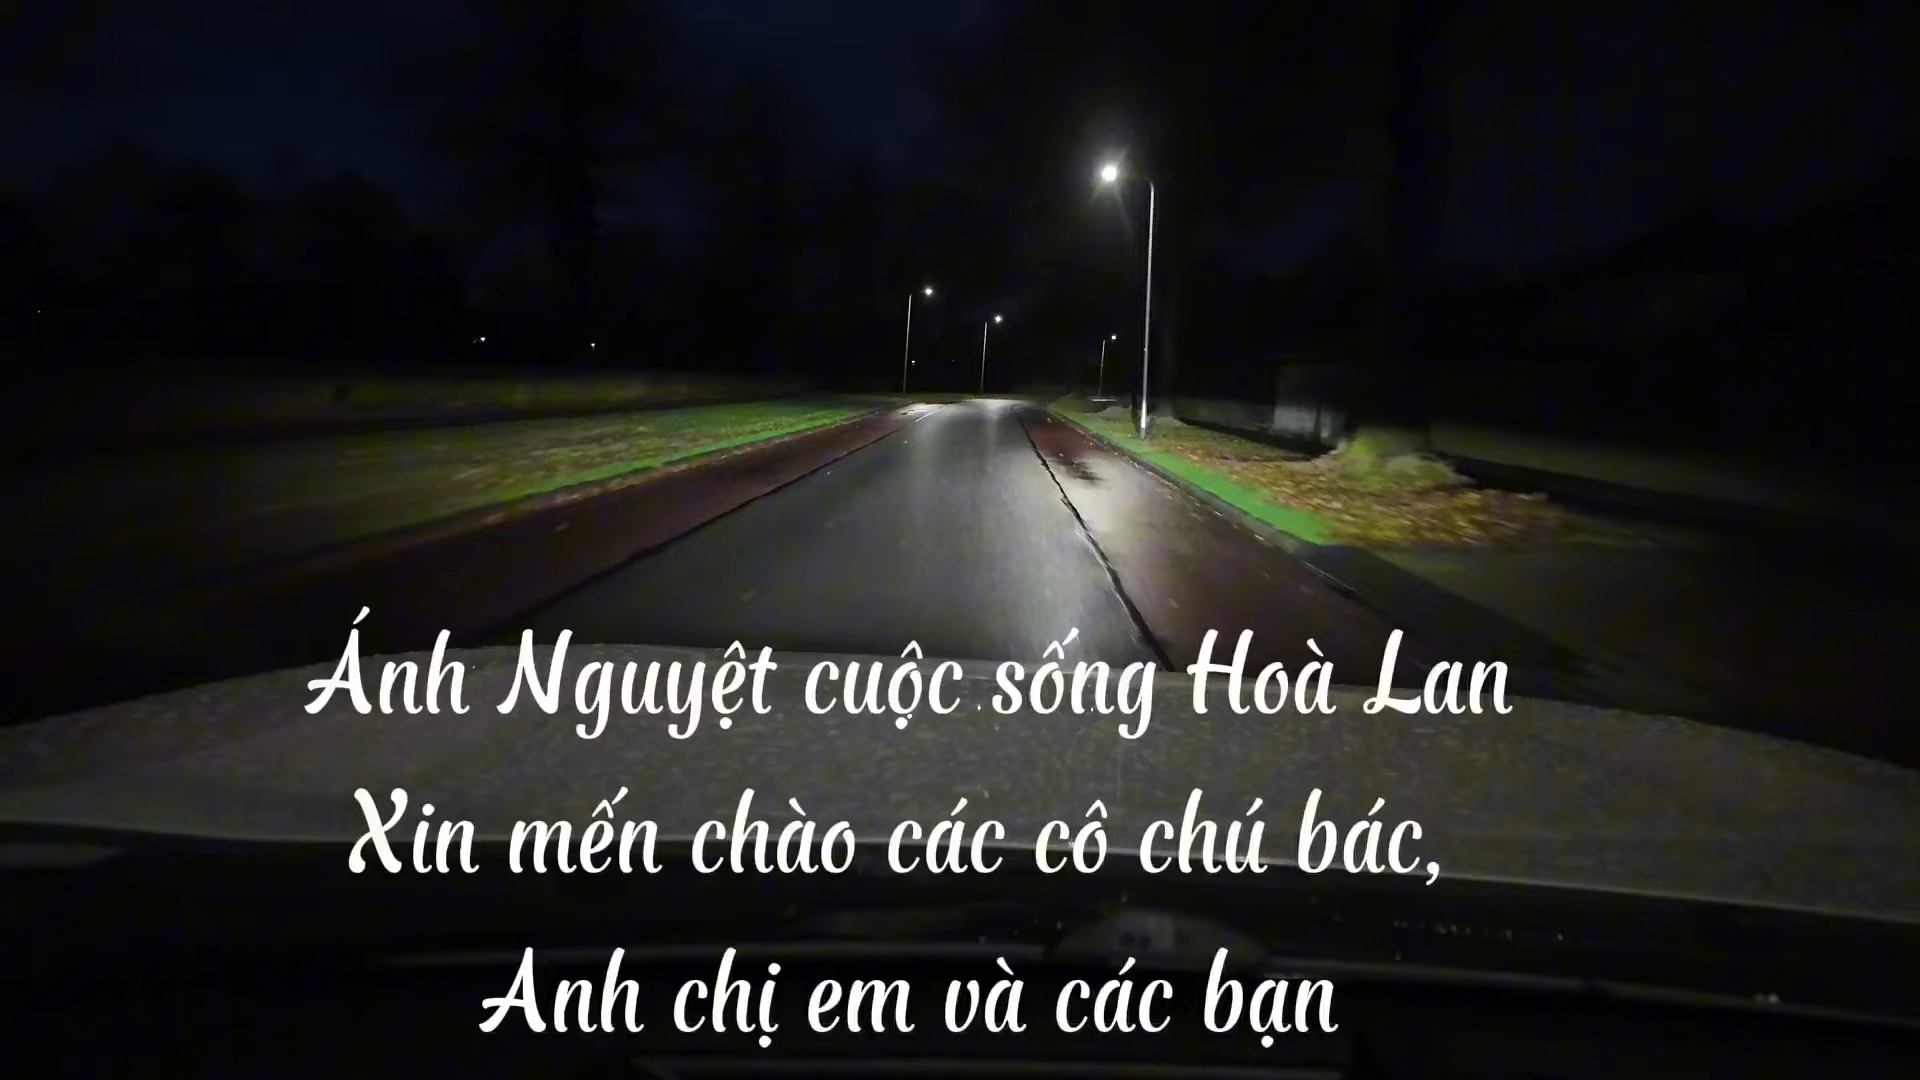 Ánh Nguyệt cuộc sống Hoà Lan
Xin mến chào các cô chú bác,
Anh chị em và các bạn